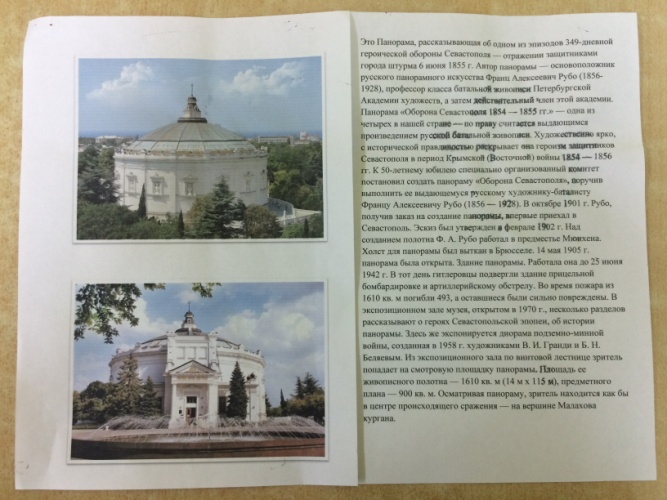 Это Панорама, рассказывающая об одном из эпизодов 349-дневной
героической обороны Севастополя — отражении защитниками
города штурма 6 июня 1855 г. Автор панорамы — основоположник
русского панорамного искусства Франц Алексеевич Рубо (1856-
1928), профессор класса батальной живописи Петербургской
Академии художеств, а затем действительный член этой академии.
Панорама «Оборона Севастополя 1854 — 1855 гг.» — одна из
четырех в нашей стране — по праву считается выдающимся
произведением русской батальной живописи. Художественно ярко,
с исторической правдивостью раскрывает она героизм защитников
Севастополя в период Крымской (Восточной) войны 1854 — 1856
гг. К 50-летнему юбилею специально организованный комитет
постановил создать панораму «Оборона Севастополя», поручив
выполнить ее выдающемуся русскому художнику-баталисту
Францу Алексеевичу Рубо (1856 — 1928). В октябре 1901 г. Рубо,
получив заказ на создание панорамы, впервые приехал в
Севастополь. Эскиз был утвержден в феврале 1902 г. Над
созданием полотна Ф. А. Рубо работал в предместье Мюнхена.
Холст для панорамы был выткан в Брюсселе. 14 мая 1905 г.
панорама была открыта. Здание панорамы. Работала она до 25 июня
1942 г. В тот день гитлеровцы подвергли здание прицельной
бомбардировке и артиллерийскому обстрелу. Во время пожара из
1610 кв. м погибли 493, а оставшиеся были сильно повреждены. В
экспозиционном зале музея, открытом в 1970 г., несколько разделов
рассказывают о героях Севастопольской эпопеи, об истории
панорамы. Здесь же экспонируется диорама подземно-минной
войны, созданная в 1958 г. художниками В. И. Гранди и Б. Н.
Беляевым. Из экспозиционного зала по винтовой лестнице зритель
попадает на смотровую площадку панорамы. Площадь ее
живописного полотна — 1610 кв. м (14 м х 115 м), предметного
плана — 900 кв. м. Осматривая панораму, зритель находится как бы
в центре происходящего сражения — на вершине Малахова
кургана.